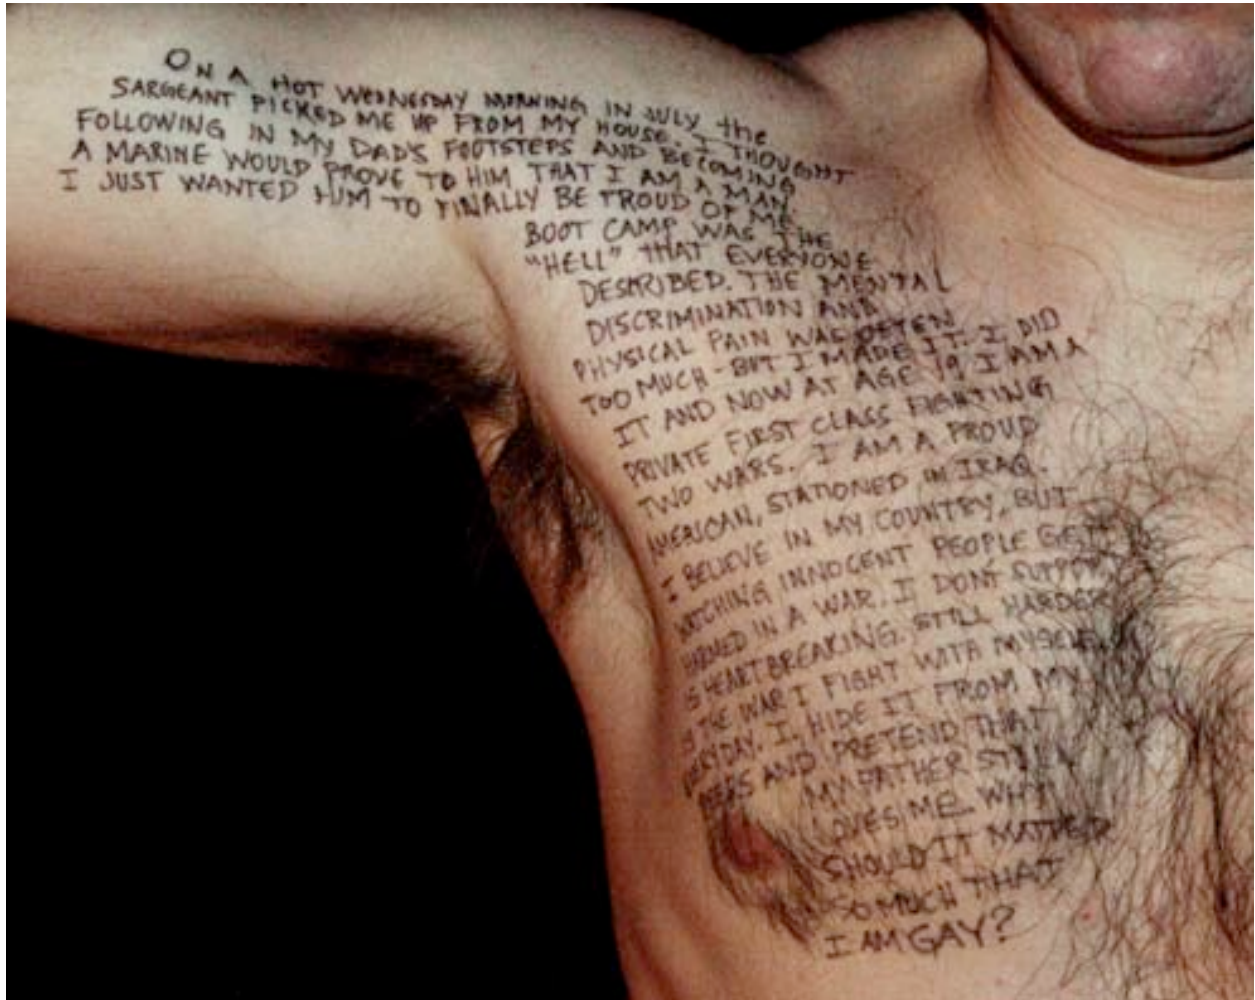 ON A HOT WEDNESDAY MORNING IN JULY the
SARGEANT PICKED ME UP FROM MY HOUSE. I THOUGHT
FOLLOWING IN MY DAD'S FOOTSTEPS AND BECOMING
A MARINE WOULD PROVE TO HIM THAT I AM A MAN.
I JUST WANTED HIM TO FINALLY BE PROUD OF ME.
BOOT CAMP WAS THE
"HELL" THAT EVERYONE
DESCRIBED. THE MENTAL
DISCRIMINATION AND
PHYSICAL PAIN WAS OFTEN
TOO MUCH - BUT I MADE IT. I DID
IT AND NOW AT AGE 19 I AM A
PRIVATE FIRST CLASS FIGHTING
TWO WARS. I AM A PROUD
AMERICAN, STATIONED IN IRAQ.
I BELIEVE IN MY COUNTRY, BUT
WATCHING INNOCENT PEOPLE GET
HARMED IN A WAR I DONT SUPPORT
IS HEARTBREAKING. STILL HARDER
IS THE WAR I FIGHT WITH MYSELF
EVERYDAY. I HIDE IT FROM MY
PEERS AND PRETEND THAT
MY FATHER STILL
LOVES ME. WHY
SHOULD IT MATTER
SO MUCH THAT
I AM GAY?